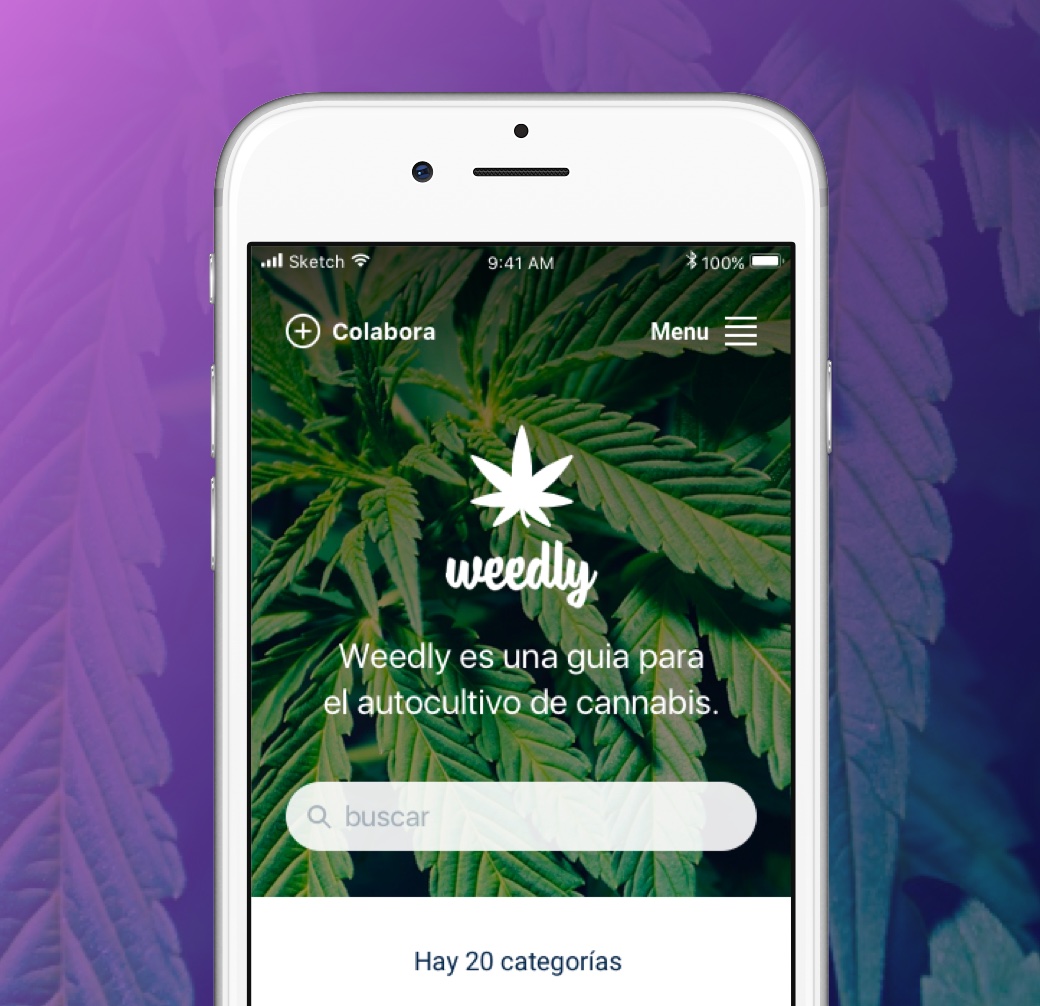 Sketch 9:41 AM 100%
Colabora Menu
weedly
Weedly es una guia para
el autocultivo de cannabis.
buscar
Hay 20 categorías